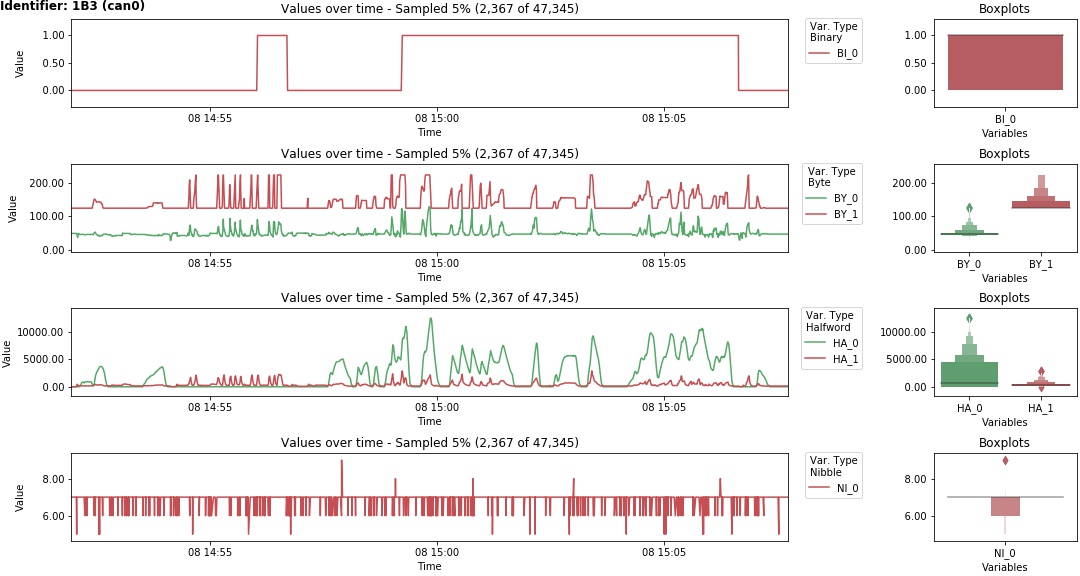 Identifier: 1B3 (can0)
Values over time - Sampled 5% (2,367 of 47,345)
Value
1.00
0.50
0.00
08 14:55
08 15:00
08 15:05
Time
Var. Type
Binary
BI_0
Boxplots
1.00
0.50
0.00
BI_0
Variables
Values over time - Sampled 5% (2,367 of 47,345)
Value
200.00
100.00
0.00
08 14:55
08 15:00
08 15:05
Time
Var. Type
Byte
BY_0
BY_1
Boxplots
200.00
100.00
0.00
BY_0
BY_1
Variables
Values over time - Sampled 5% (2,367 of 47,345)
Value
10000.00
5000.00
0.00
08 14:55
08 15:00
08 15:05
Time
Var. Type
Halfword
HA_0
HA_1
Boxplots
10000.00
5000.00
0.00
HA_0
HA_1
Variables
Values over time - Sampled 5% (2,367 of 47,345)
Value
8.00
6.00
08 14:55
08 15:00
08 15:05
Time
Var. Type
Nibble
NI_0
Boxplots
8.00
6.00
NI_0
Variables